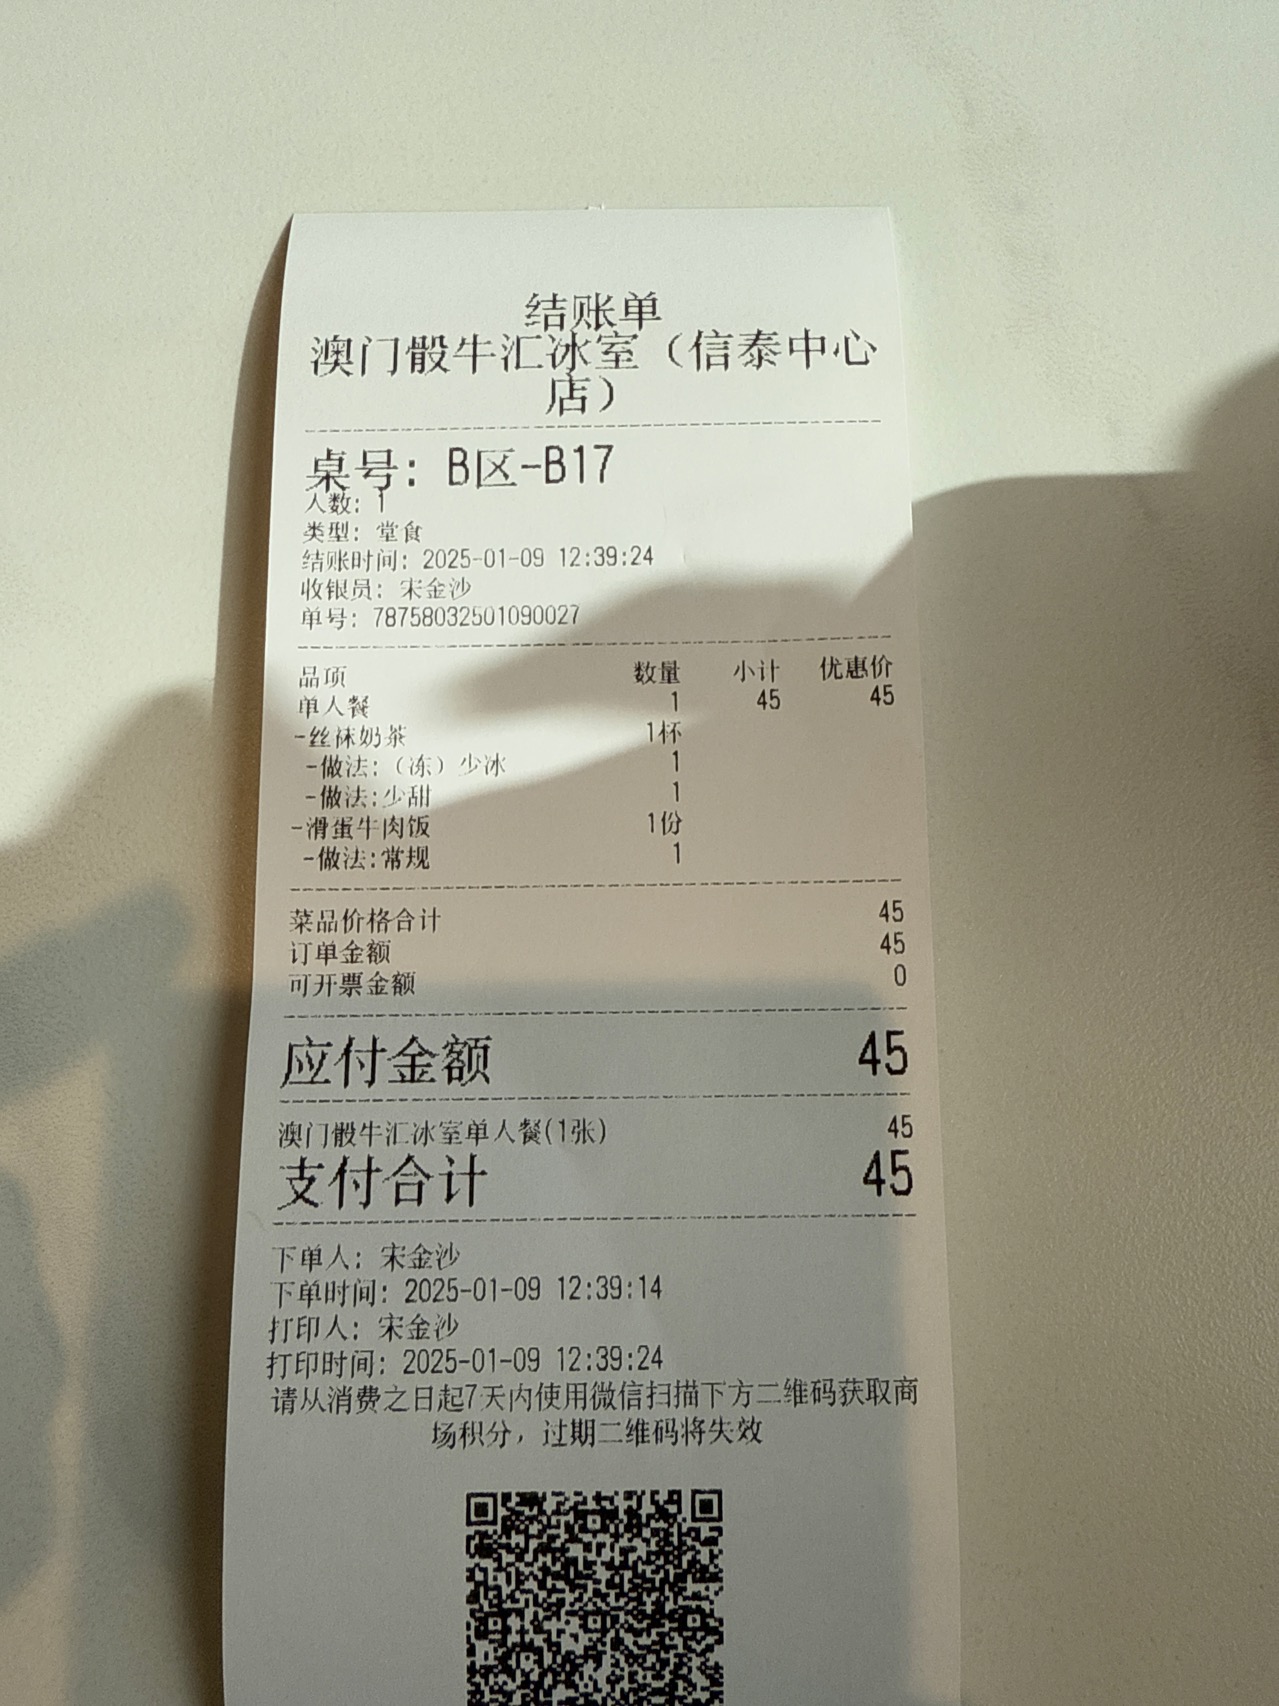 结账单
澳门骰牛汇冰室（信泰中心
店）
桌号: B区-B17
人数: 1
类型: 堂食
结账时间: 2025-01-09 12:39:24
收银员: 宋金沙
单号: 78758032501090027
品项 数量 小计 优惠价
单人餐 1 45 45
-丝袜奶茶 1杯
-做法:（冻）少冰 1
-做法:少甜 1
-滑蛋牛肉饭 1份
-做法:常规 1
菜品价格合计 45
订单金额 45
可开票金额 0
应付金额 45
澳门骰牛汇冰室单人餐(1张) 45
支付合计 45
下单人: 宋金沙
下单时间: 2025-01-09 12:39:14
打印人: 宋金沙
打印时间: 2025-01-09 12:39:24
请从消费之日起7天内使用微信扫描下方二维码获取商
场积分，过期二维码将失效